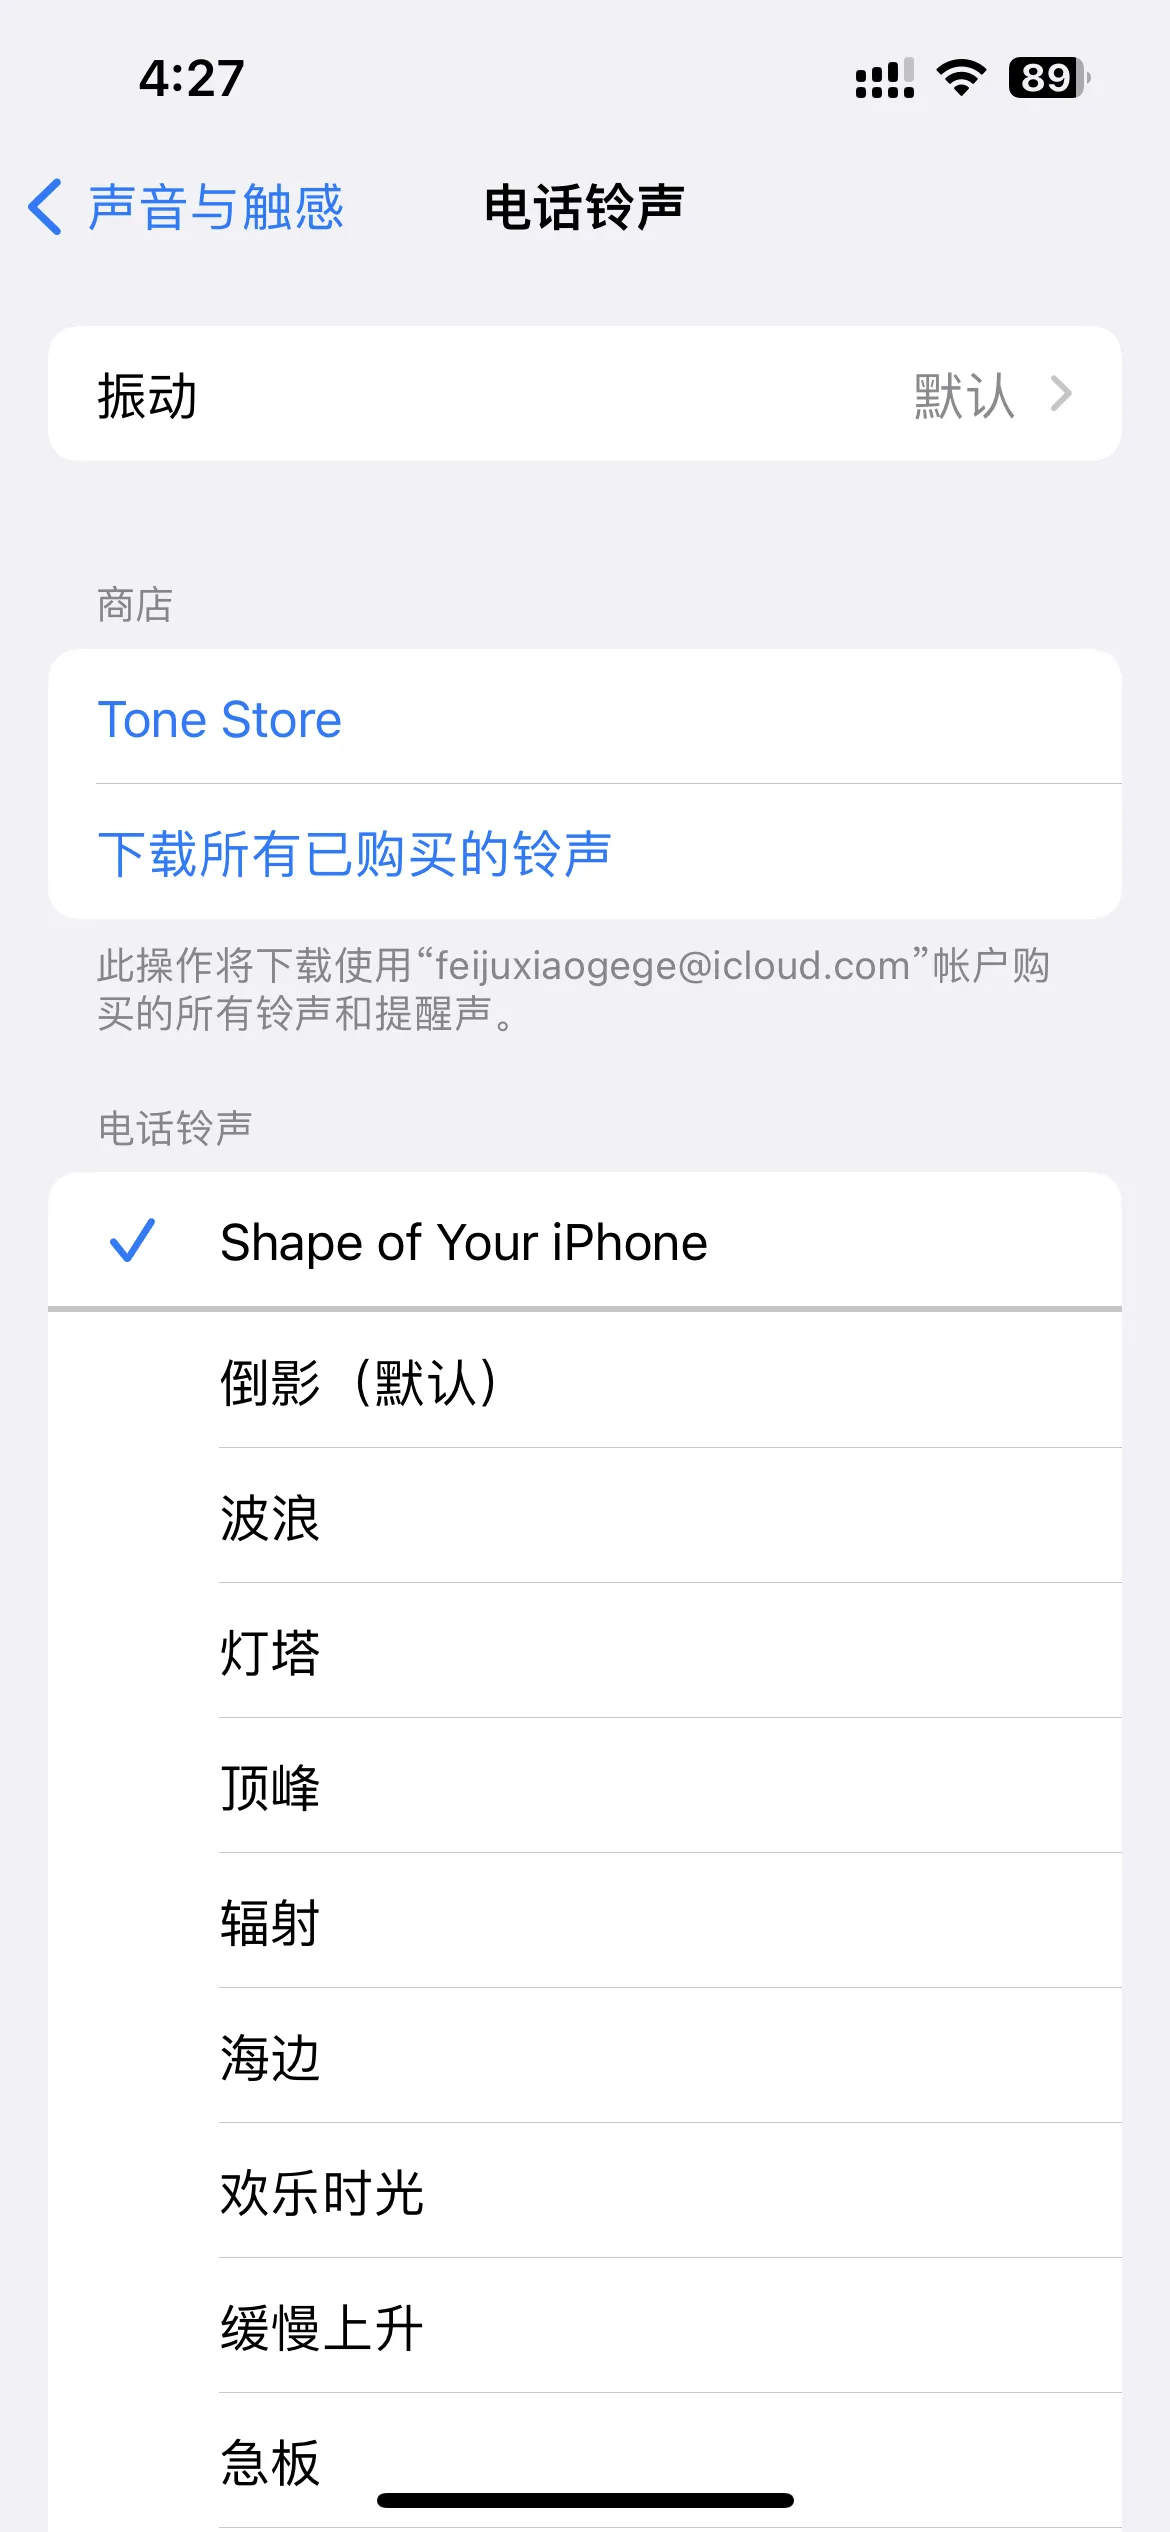 4:27
89
声音与触感
电话铃声
振动
默认
商店
Tone Store
下载所有已购买的铃声
此操作将下载使用“feijuxiaogege@icloud.com”帐户购
买的所有铃声和提醒声。
电话铃声
Shape of Your iPhone
倒影（默认）
波浪
灯塔
顶峰
辐射
海边
欢乐时光
缓慢上升
急板